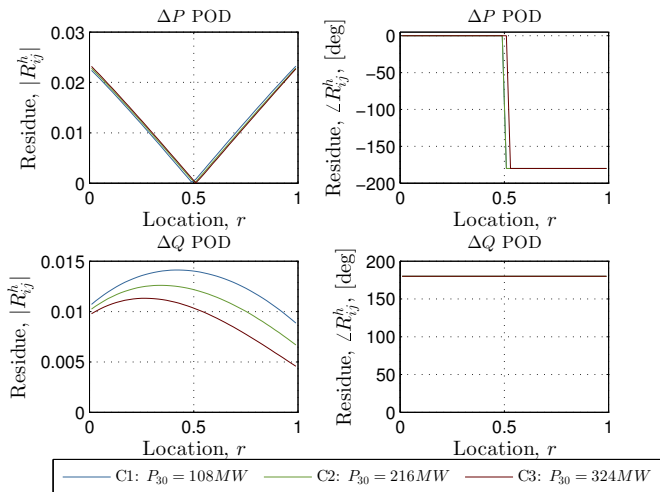 ΔP POD
0.03
0.02
0.01
0
0 0.5 1
Residue, |R^h_ij|
Location, r
ΔP POD
0
−50
−100
−150
−200
0 0.5 1
Residue, ∠R^h_ij, [deg]
Location, r
ΔQ POD
0.015
0.01
0.005
0
0 0.5 1
Residue, |R^h_ij|
Location, r
ΔQ POD
200
150
100
50
0
0 0.5 1
Residue, ∠R^h_ij, [deg]
Location, r
C1: P_30 = 108MW C2: P_30 = 216MW C3: P_30 = 324MW